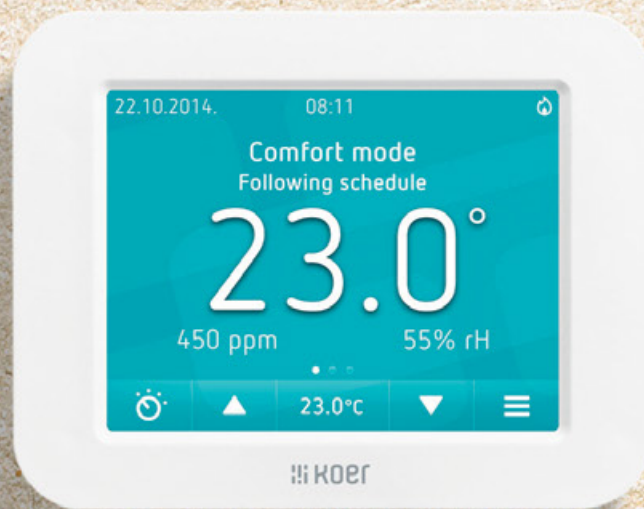 22.10.2014. 08:11
Comfort mode
Following schedule
23.0°
450 ppm 55% rH
23.0°C
KOER